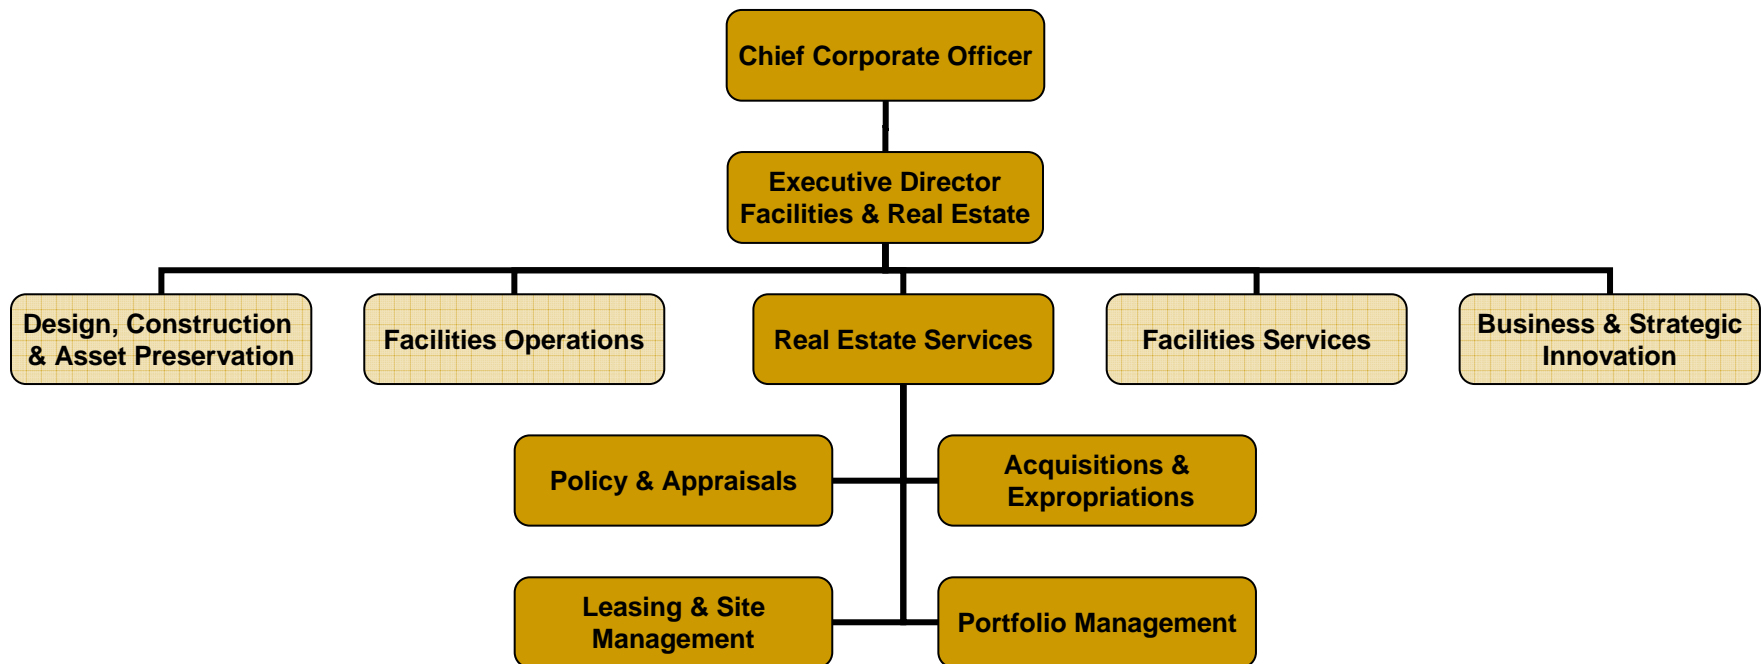 Chief Corporate Officer
Executive Director
Facilities & Real Estate
Design, Construction
& Asset Preservation
Facilities Operations
Real Estate Services
Facilities Services
Business & Strategic
Innovation
Policy & Appraisals
Acquisitions &
Expropriations
Leasing & Site
Management
Portfolio Management